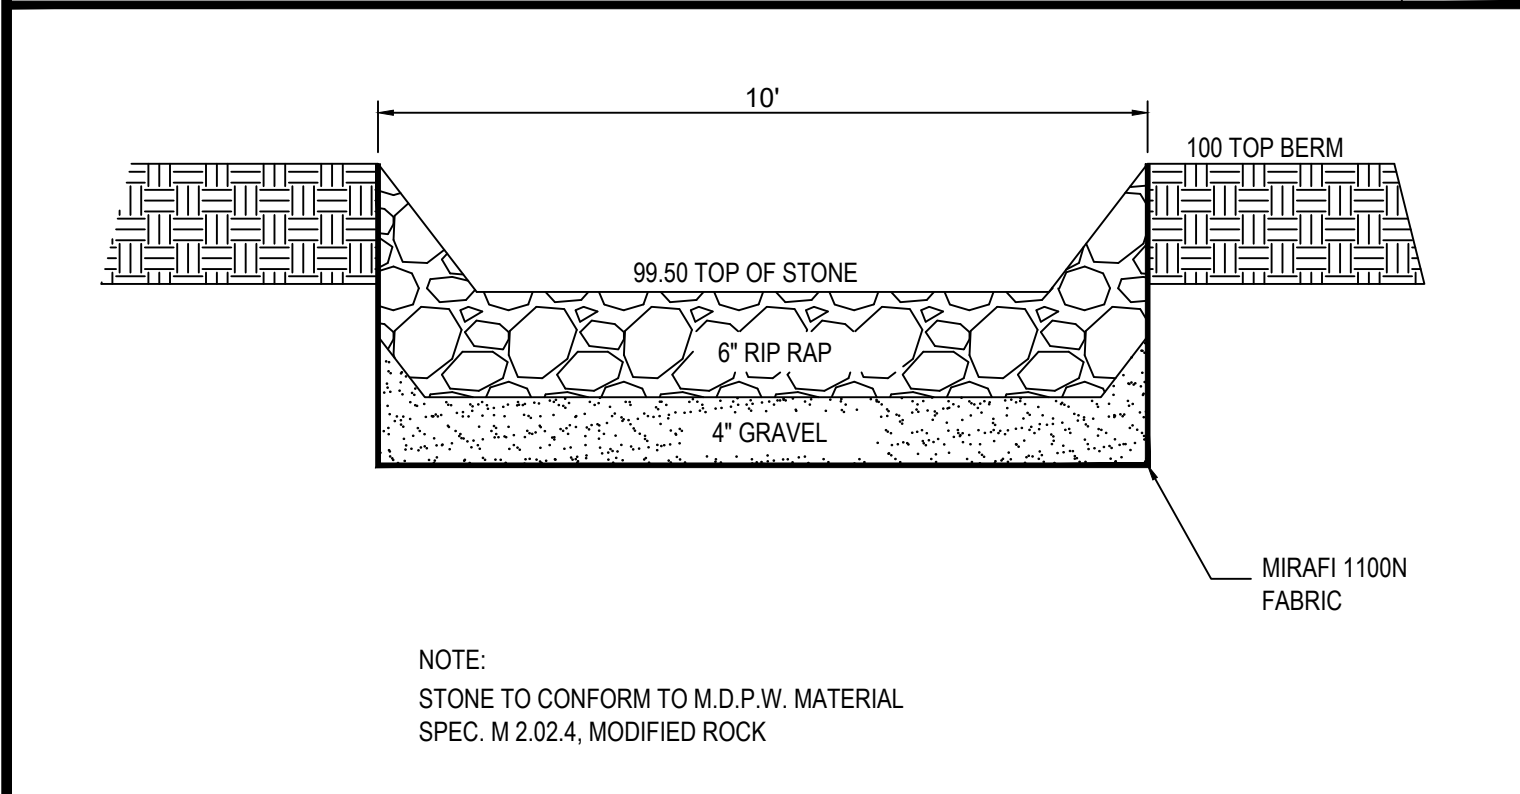 10'
100 TOP BERM
99.50 TOP OF STONE
6" RIP RAP
4" GRAVEL
MIRAFI 1100N
FABRIC
NOTE:
STONE TO CONFORM TO M.D.P.W. MATERIAL
SPEC. M 2.02.4, MODIFIED ROCK